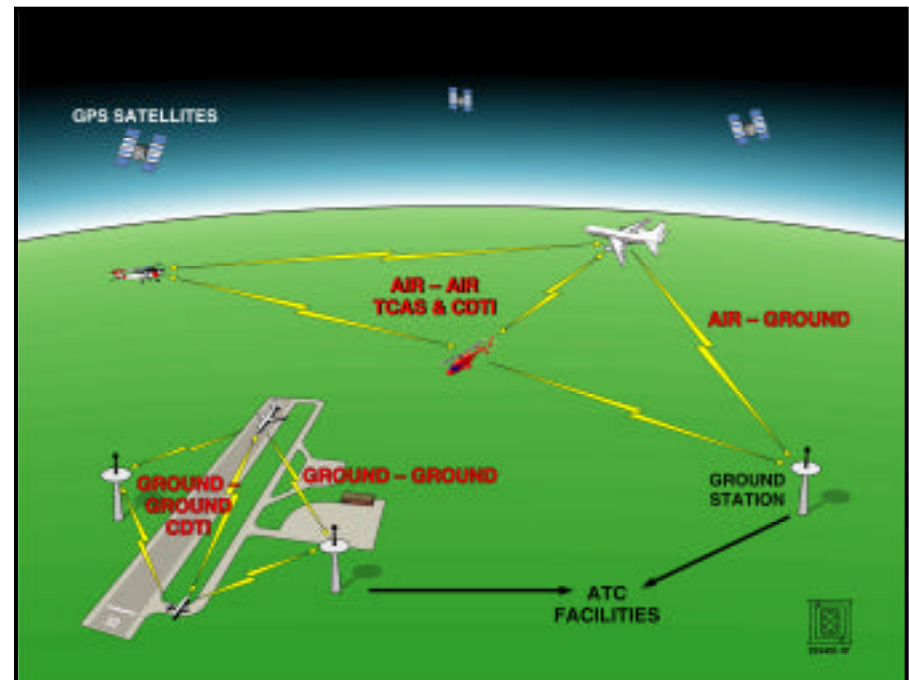 GPS SATELLITES
AIR – AIR
TCAS & CDTI
AIR – GROUND
GROUND – GROUND
GROUND –
GROUND
CDTI
GROUND
STATION
ATC
FACILITIES